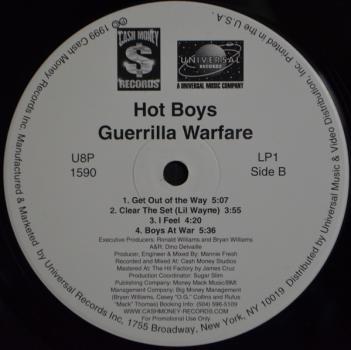 ℗ 1999 Cash Money Records Inc. Manufactured & Marketed by Universal Records Inc, 1755 Broadway, New York, NY 10019 Distributed by Universal Music & Video Distribution, Inc. Printed in the U.S.A.
CASH MONEY
$
RECORDS
UNIVERSAL
RECORDS
A UNIVERSAL MUSIC COMPANY
Hot Boys
Guerrilla Warfare
U8P
1590
LP1
Side B
1. Get Out of the Way 5:07
2. Clear The Set (Lil Wayne) 3:55
3. I Feel 4:20
4. Boys At War 5:36
Executive Producers: Ronald Williams and Bryan Williams
A&R: Dino Delvaille
Producer, Engineer & Mixed By: Mannie Fresh
Recorded and Mixed At: Cash Money Studios
Mastered At: The Hit Factory by James Cruz
Production Coordinator: Sugar Slim
Publishing Company: Money Mack Music/BMI
Management Company: Big Money Management
(Bryan Williams, Casey "O.G." Collins and Rufus
"Mack" Thomas) Booking Info: (504) 596-5109
WWW.CASHMONEY-RECORDS.COM
For Promotional Use Only